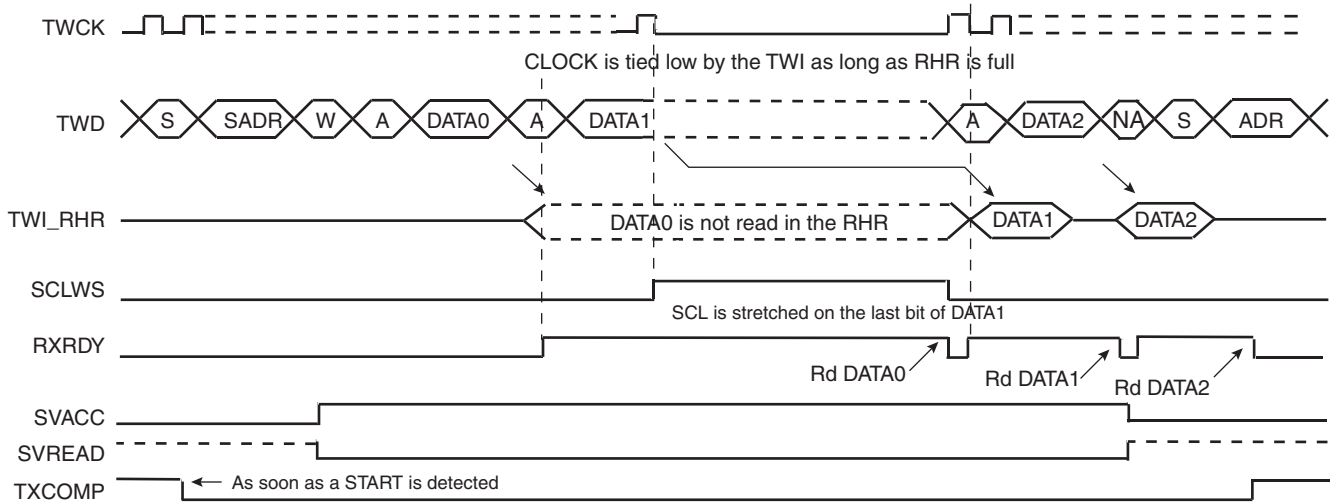 TWCK
CLOCK is tied low by the TWI as long as RHR is full
TWD S SADR W A DATA0 A DATA1 A DATA2 NA S ADR
TWI_RHR DATA0 is not read in the RHR DATA1 DATA2
SCLWS
SCL is stretched on the last bit of DATA1
RXRDY
Rd DATA0 Rd DATA1 Rd DATA2
SVACC
SVREAD
TXCOMP As soon as a START is detected